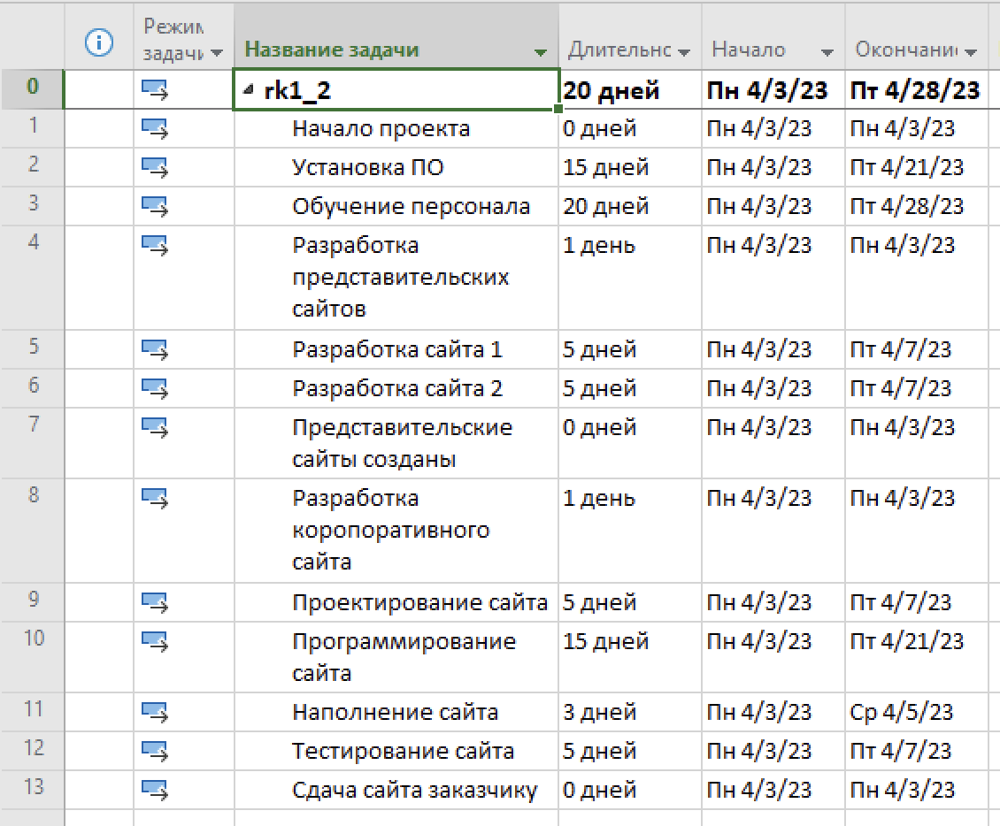 Режим задачи Название задачи Длительнс Начало Окончани
0 rk1_2 20 дней Пн 4/3/23 Пт 4/28/23
1 Начало проекта 0 дней Пн 4/3/23 Пн 4/3/23
2 Установка ПО 15 дней Пн 4/3/23 Пт 4/21/23
3 Обучение персонала 20 дней Пн 4/3/23 Пт 4/28/23
4 Разработка 1 день Пн 4/3/23 Пн 4/3/23
представительских
сайтов
5 Разработка сайта 1 5 дней Пн 4/3/23 Пт 4/7/23
6 Разработка сайта 2 5 дней Пн 4/3/23 Пт 4/7/23
7 Представительские 0 дней Пн 4/3/23 Пн 4/3/23
сайты созданы
8 Разработка 1 день Пн 4/3/23 Пн 4/3/23
коропоративного
сайта
9 Проектирование сайта 5 дней Пн 4/3/23 Пт 4/7/23
10 Программирование 15 дней Пн 4/3/23 Пт 4/21/23
сайта
11 Наполнение сайта 3 дней Пн 4/3/23 Ср 4/5/23
12 Тестирование сайта 5 дней Пн 4/3/23 Пт 4/7/23
13 Сдача сайта заказчику 0 дней Пн 4/3/23 Пн 4/3/23